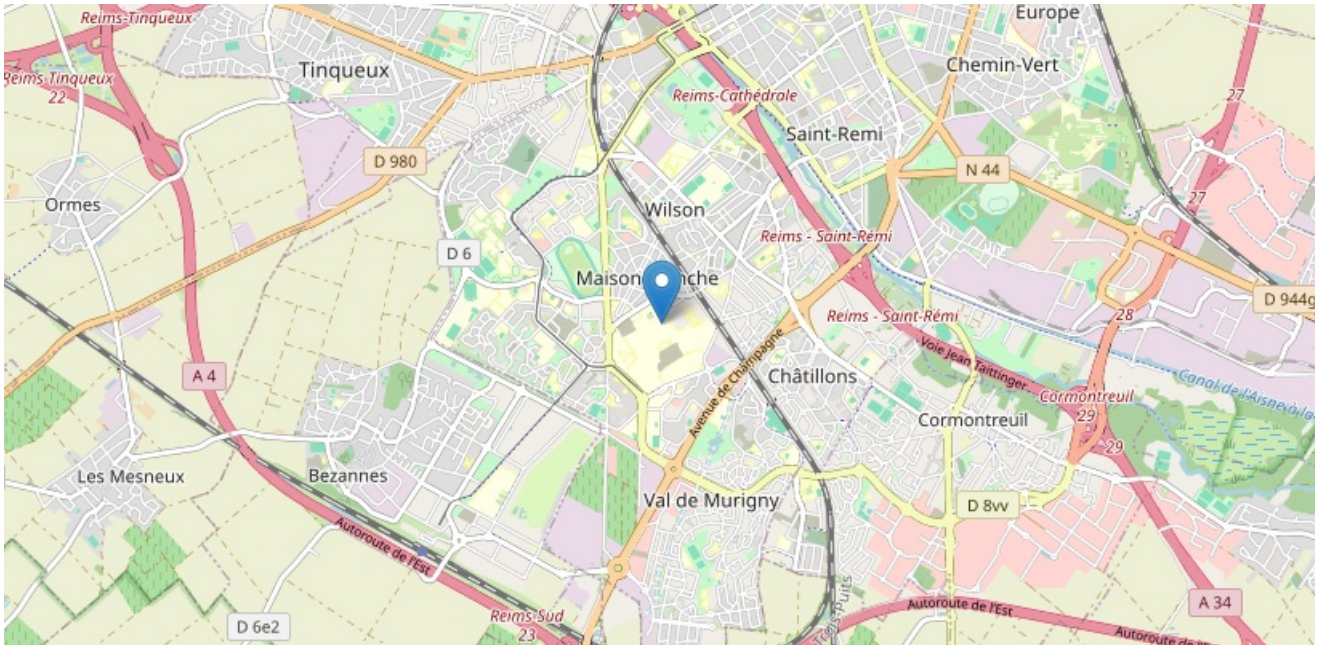 Reims-Tinqueux
Europe
Tinqueux
Chemin-Vert
Reims-Tinqueux
22
Reims-Cathédrale
27
Saint-Remi
D 980
N 44
27
Ormes
Wilson
Reims - Saint-Rémi
D 6
D 944g
28
Reims - Saint-Rémi
Voie Jean Taittinger
A 4
Avenue de Champagne
Châtillons
Canal de l'Aisne à la
Cormontreuil
29
Cormontreuil
29
Les Mesneux
Bezannes
Val de Murigny
D 8vv
Autoroute de l'Est
A 34
Autoroute de l'Est
Reims-Sud
23
D 6e2
Autoroute de l'E